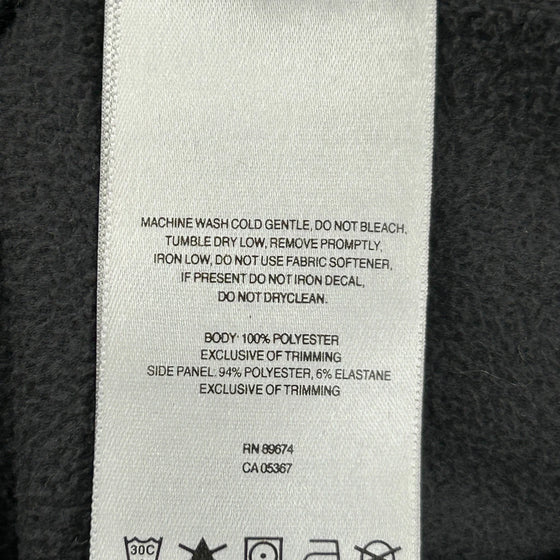 MACHINE WASH COLD GENTLE, DO NOT BLEACH.
TUMBLE DRY LOW, REMOVE PROMPTLY.
IRON LOW, DO NOT USE FABRIC SOFTENER,
IF PRESENT DO NOT IRON DECAL,
DO NOT DRYCLEAN.
BODY: 100% POLYESTER
EXCLUSIVE OF TRIMMING
SIDE PANEL: 94% POLYESTER, 6% ELASTANE
EXCLUSIVE OF TRIMMING
RN 89674
CA 05367
30C